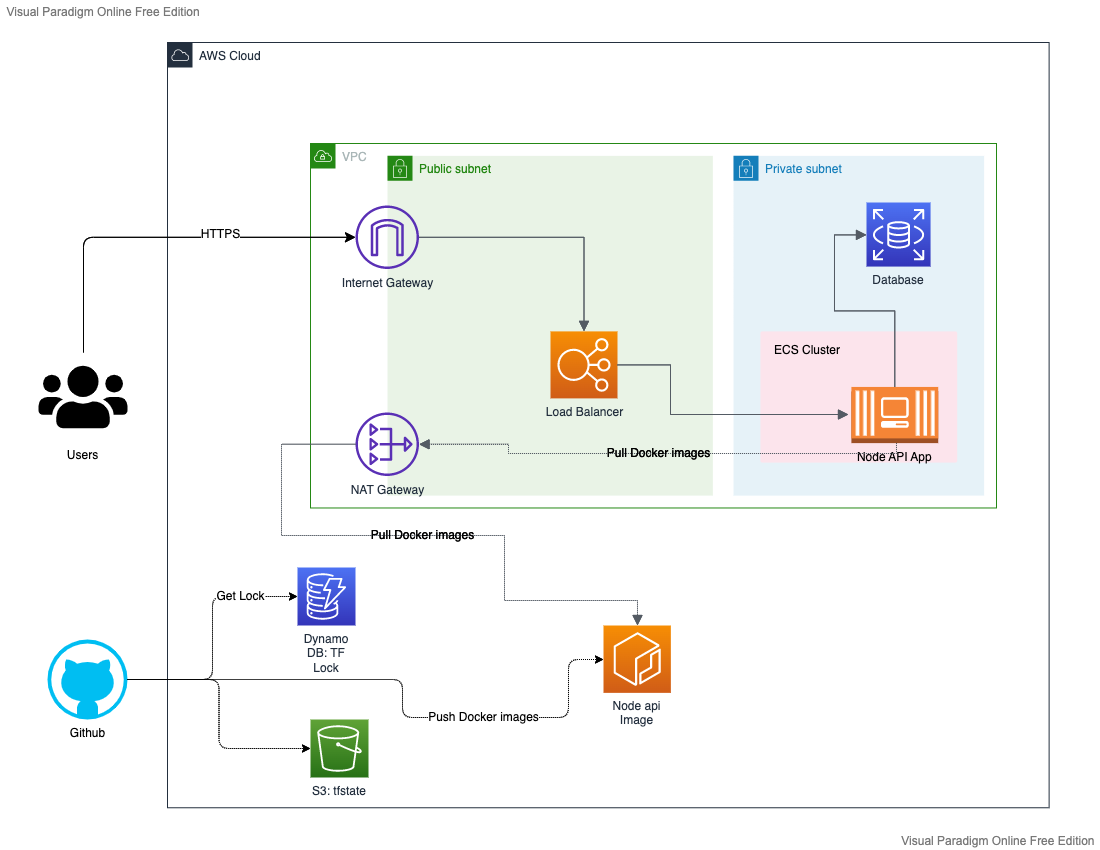 Visual Paradigm Online Free Edition
AWS Cloud
VPC
Public subnet
Private subnet
HTTPS
Internet Gateway
Database
ECS Cluster
Load Balancer
Users
Pull Docker images
Node API App
NAT Gateway
Pull Docker images
Get Lock
Dynamo
DB: TF
Lock
Node api
Image
Push Docker images
Github
S3: tfstate
Visual Paradigm Online Free Edition